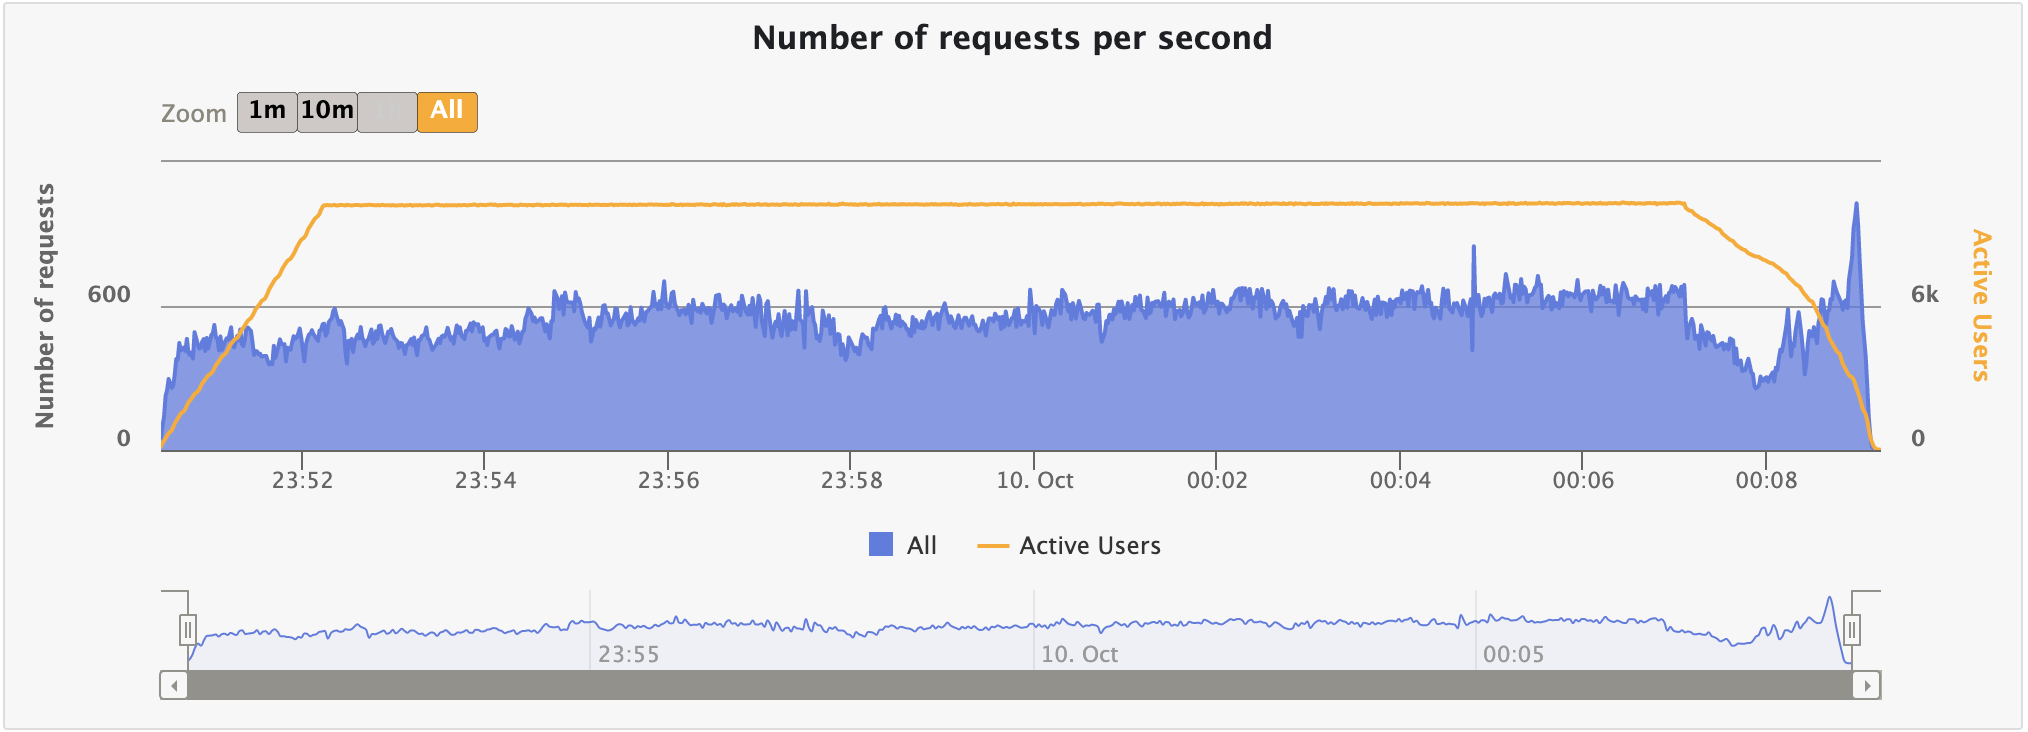 Number of requests per second
Zoom 1m 10m All
Number of requests
Active Users
600
6k
0
0
23:52 23:54 23:56 23:58 10. Oct 00:02 00:04 00:06 00:08
All Active Users
23:55 10. Oct 00:05